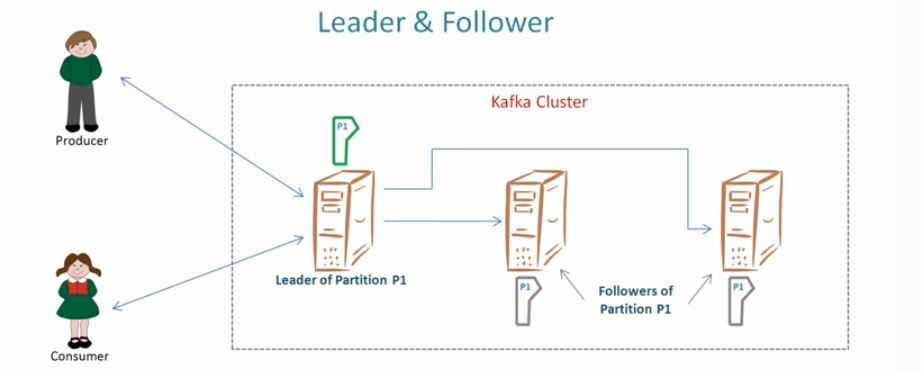 Leader & Follower
Kafka Cluster
Producer
P1
Leader of Partition P1
P1
Followers of
Partition P1
P1
Consumer